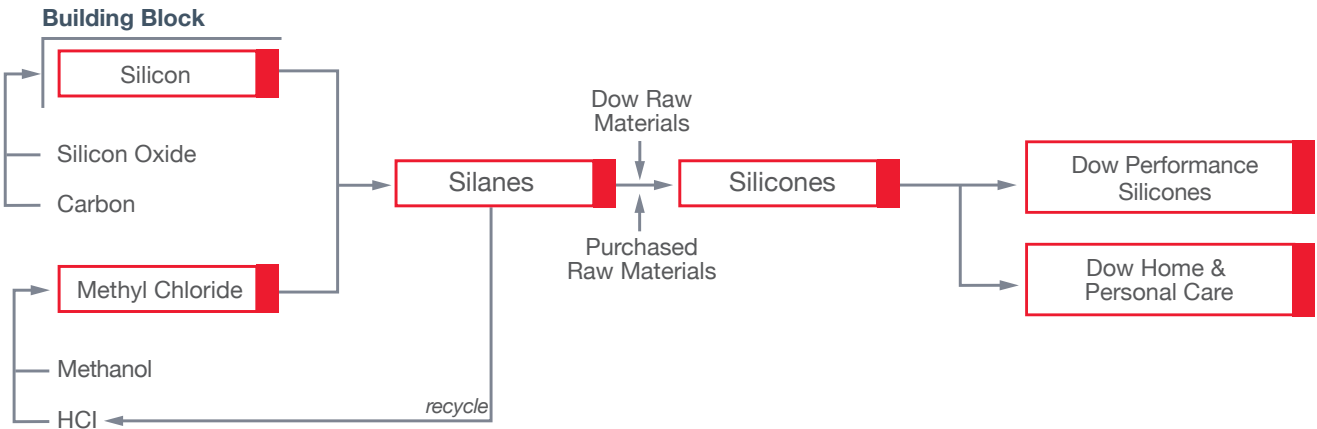 Building Block
Silicon
Silicon Oxide
Carbon
Methyl Chloride
Methanol
HCl
recycle
Silanes
Dow Raw
Materials
Purchased
Raw Materials
Silicones
Dow Performance
Silicones
Dow Home &
Personal Care